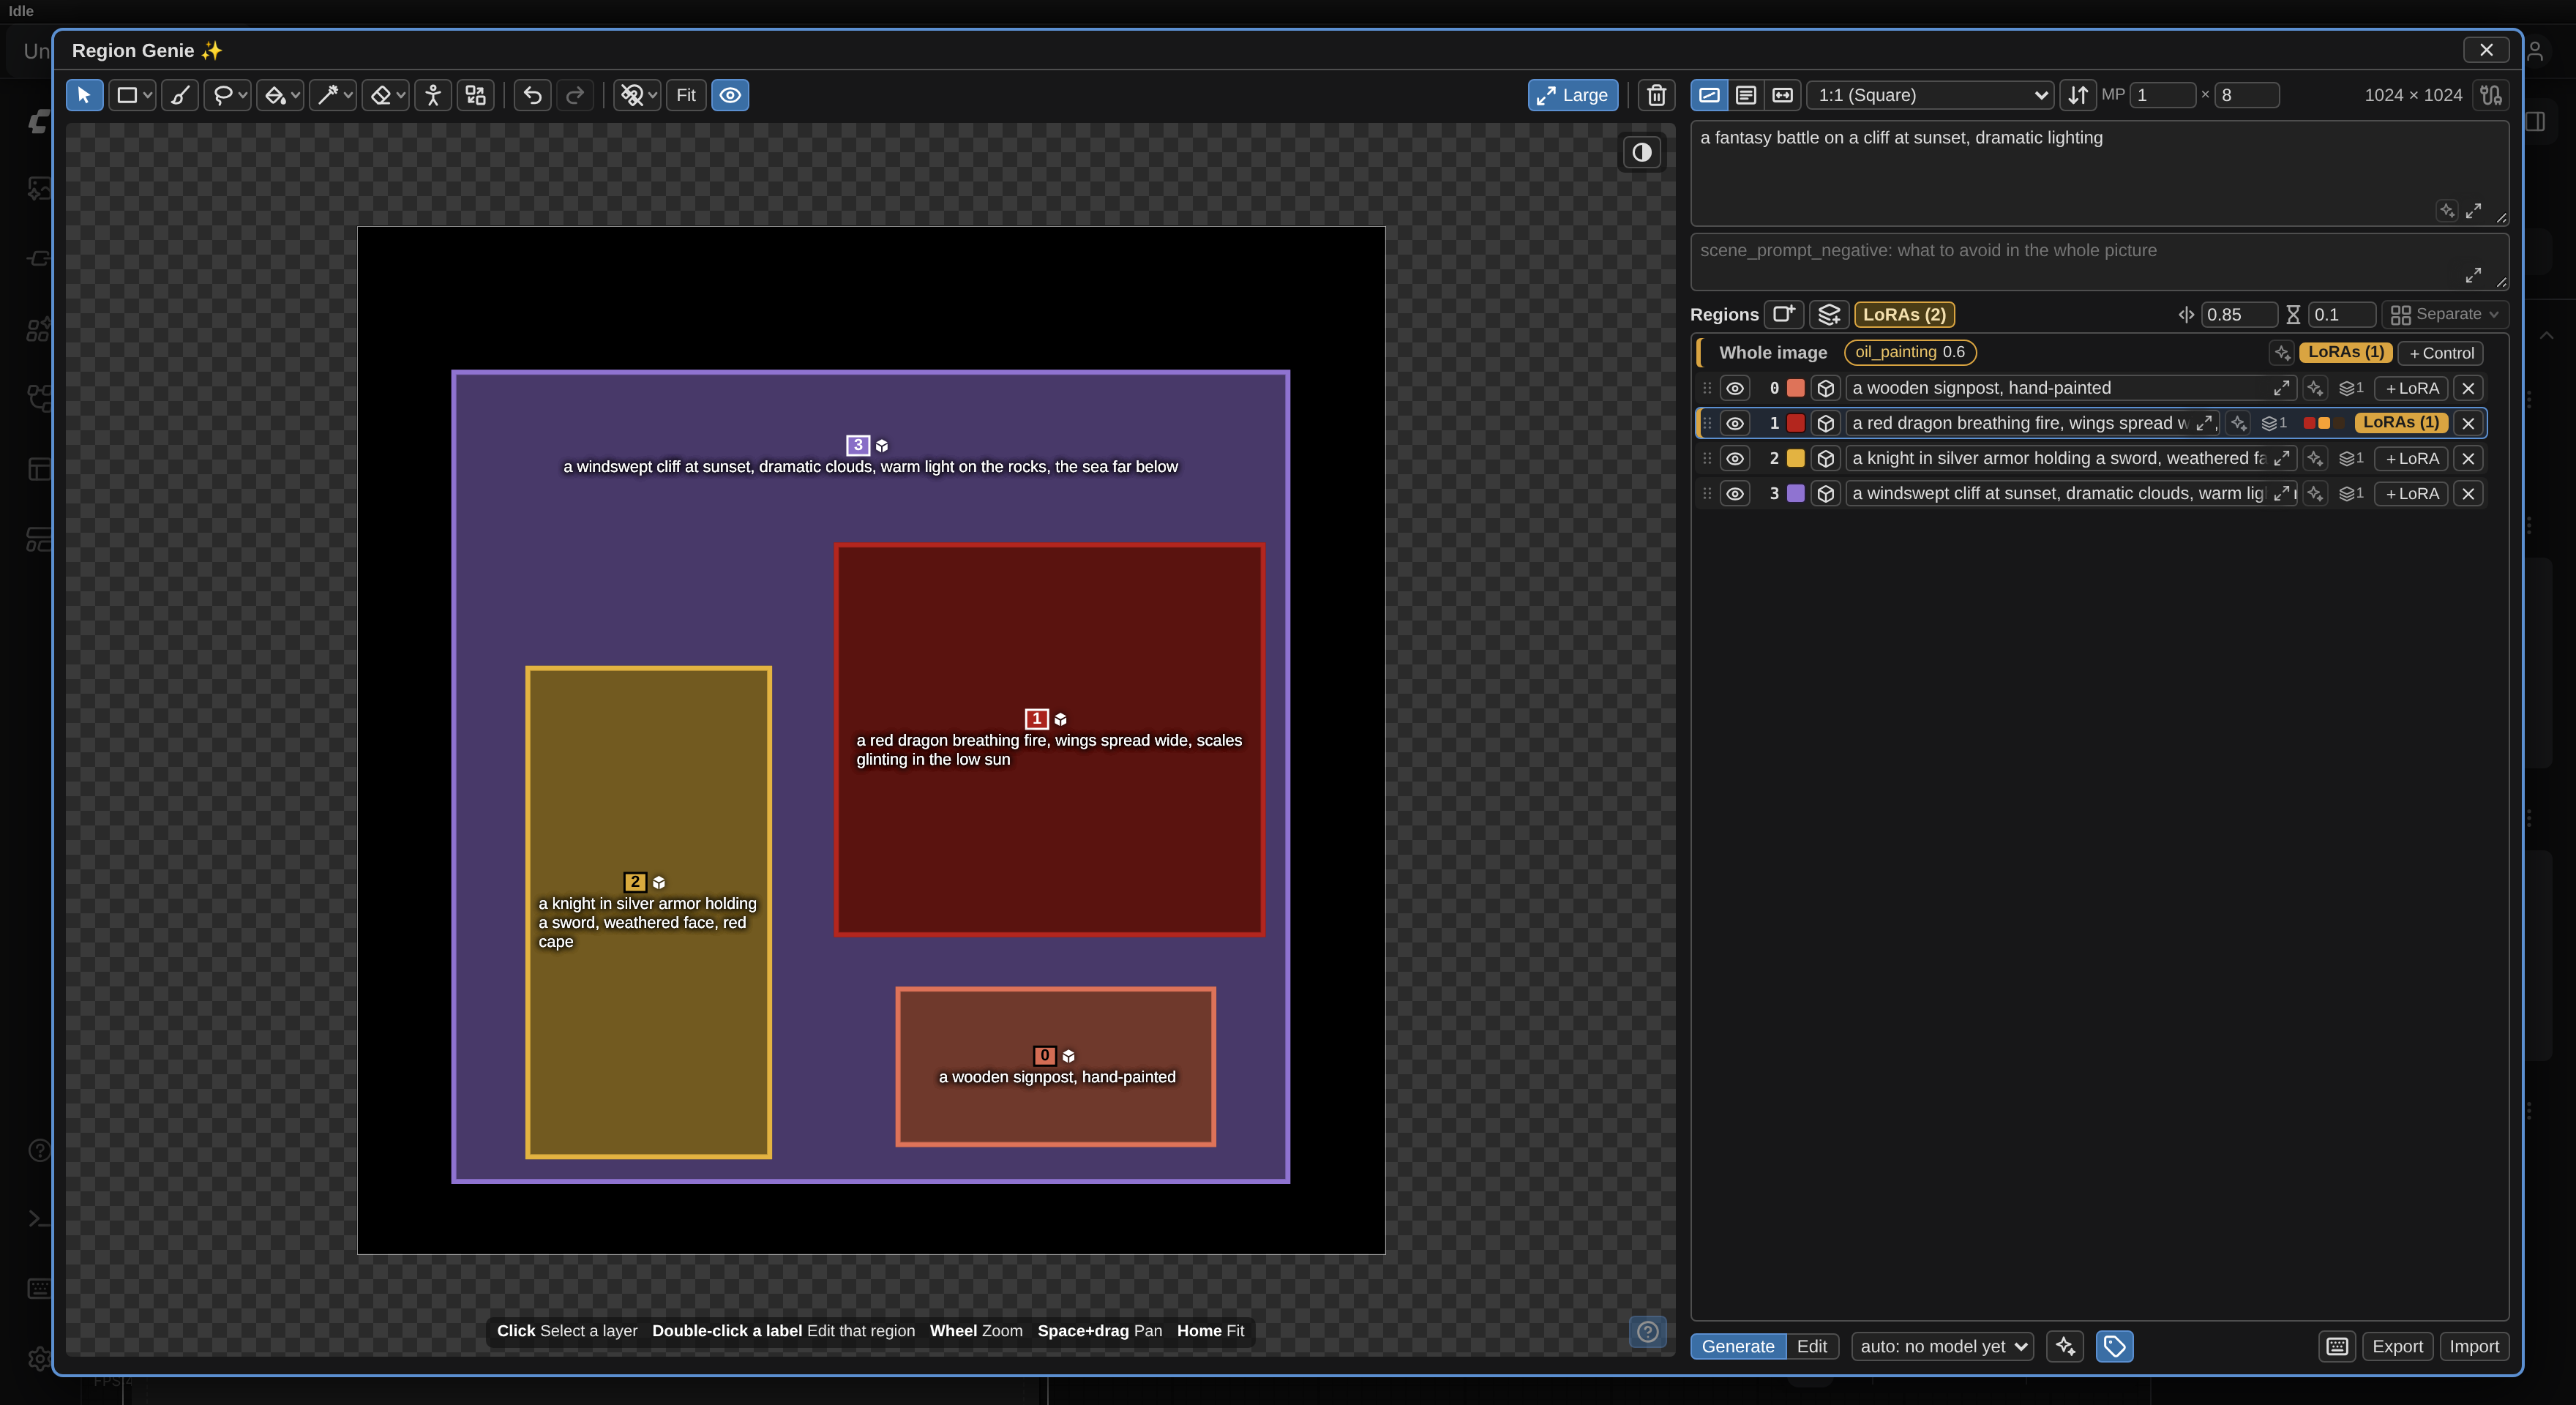 Idle
Un
Region Genie ✨
Fit
Large
1:1 (Square)
MP 1 × 8
1024 × 1024
a fantasy battle on a cliff at sunset, dramatic lighting
scene_prompt_negative: what to avoid in the whole picture
Regions
LoRAs (2)
0.85
0.1
Separate
Whole image
oil_painting 0.6
LoRAs (1)
+ Control
0 a wooden signpost, hand-painted 1 + LoRA
1 a red dragon breathing fire, wings spread w 1 LoRAs (1)
2 a knight in silver armor holding a sword, weathered fa 1 + LoRA
3 a windswept cliff at sunset, dramatic clouds, warm lig 1 + LoRA
3
a windswept cliff at sunset, dramatic clouds, warm light on the rocks, the sea far below
1
a red dragon breathing fire, wings spread wide, scales
glinting in the low sun
2
a knight in silver armor holding
a sword, weathered face, red
cape
0
a wooden signpost, hand-painted
Click Select a layer Double-click a label Edit that region Wheel Zoom Space+drag Pan Home Fit
Generate
Edit
auto: no model yet
Export
Import